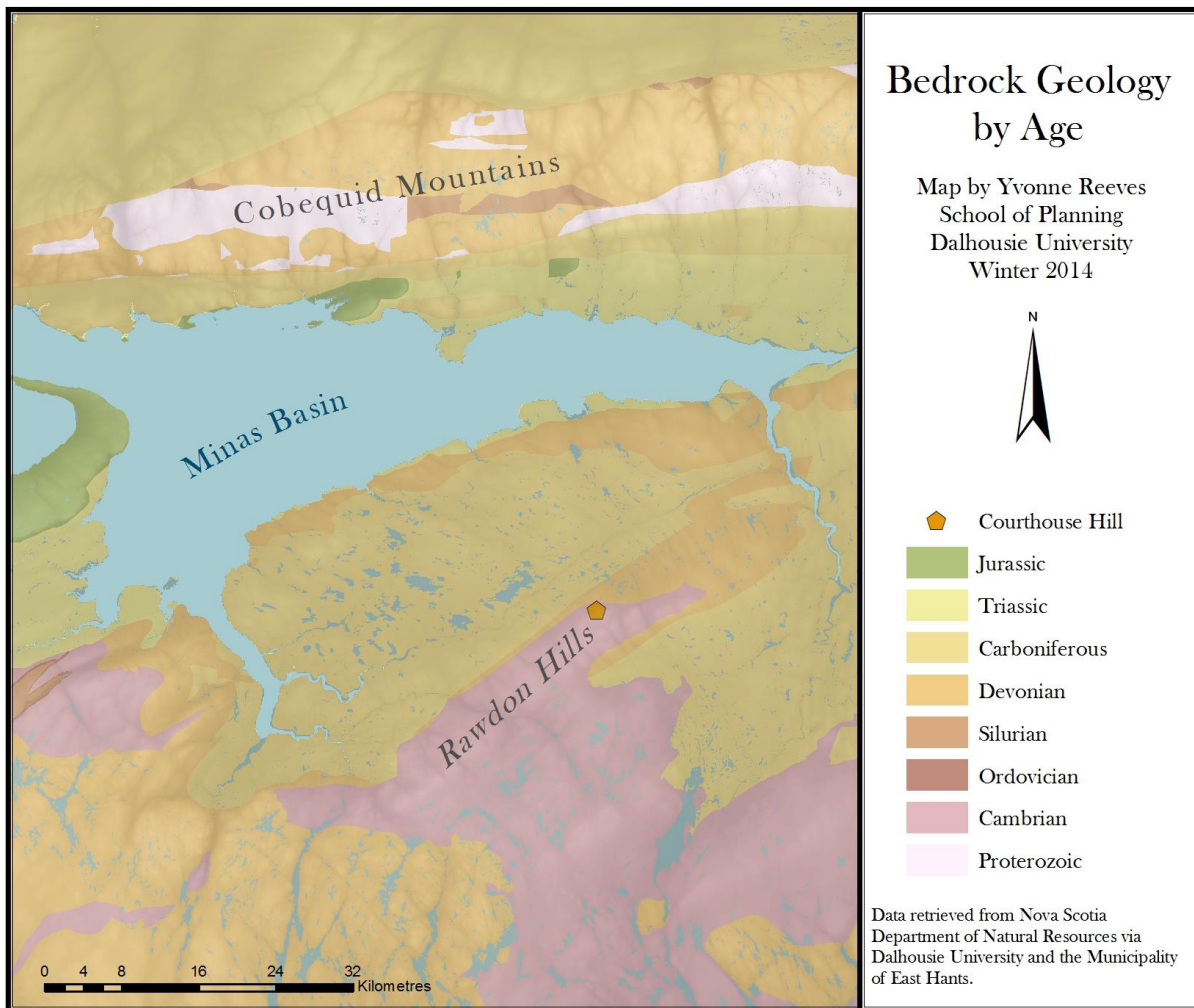 Bedrock Geology
by Age
Map by Yvonne Reeves
School of Planning
Dalhousie University
Winter 2014
N
Cobequid Mountains
Minas Basin
Rawdon Hills
Courthouse Hill
Jurassic
Triassic
Carboniferous
Devonian
Silurian
Ordovician
Cambrian
Proterozoic
Data retrieved from Nova Scotia
Department of Natural Resources via
Dalhousie University and the Municipality
of East Hants.
0 4 8 16 24 32
Kilometres